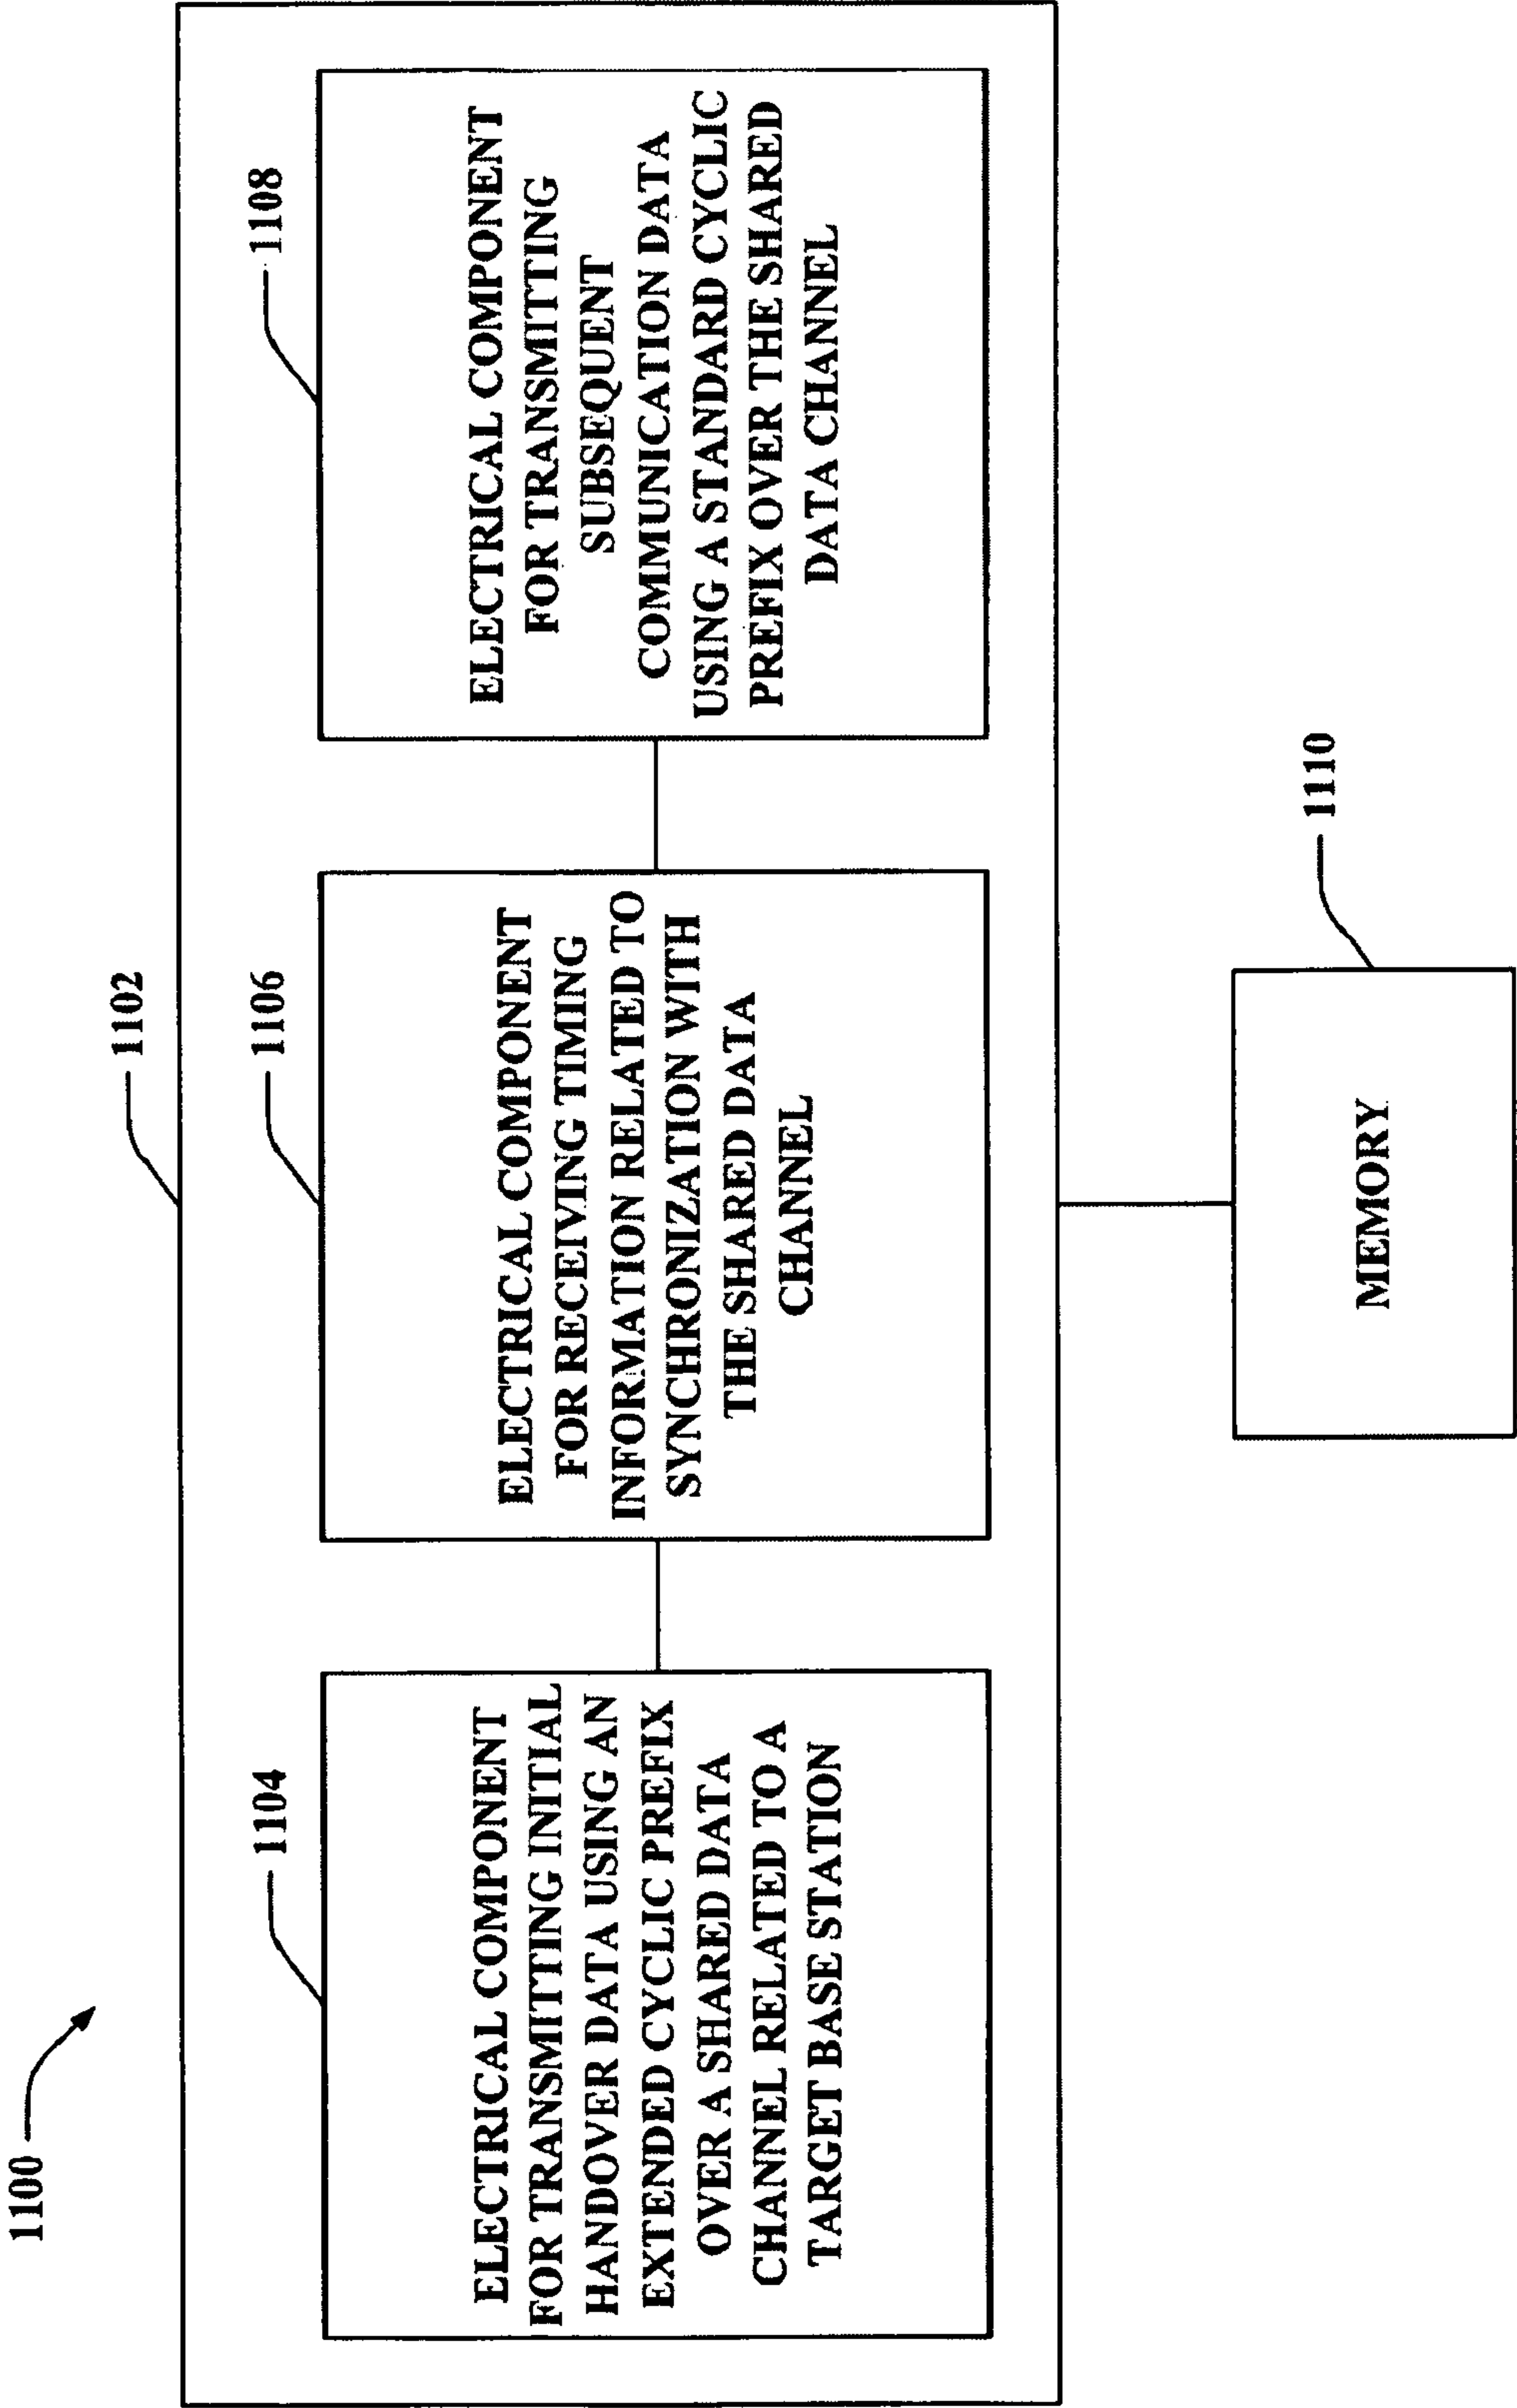 1100
1102
1104
ELECTRICAL COMPONENT
FOR TRANSMITTING INITIAL
HANDOVER DATA USING AN
EXTENDED CYCLIC PREFIX
OVER A SHARED DATA
CHANNEL RELATED TO A
TARGET BASE STATION
1106
ELECTRICAL COMPONENT
FOR RECEIVING TIMING
INFORMATION RELATED TO
SYNCHRONIZATION WITH
THE SHARED DATA
CHANNEL
1108
ELECTRICAL COMPONENT
FOR TRANSMITTING
SUBSEQUENT
COMMUNICATION DATA
USING A STANDARD CYCLIC
PREFIX OVER THE SHARED
DATA CHANNEL
1110
MEMORY